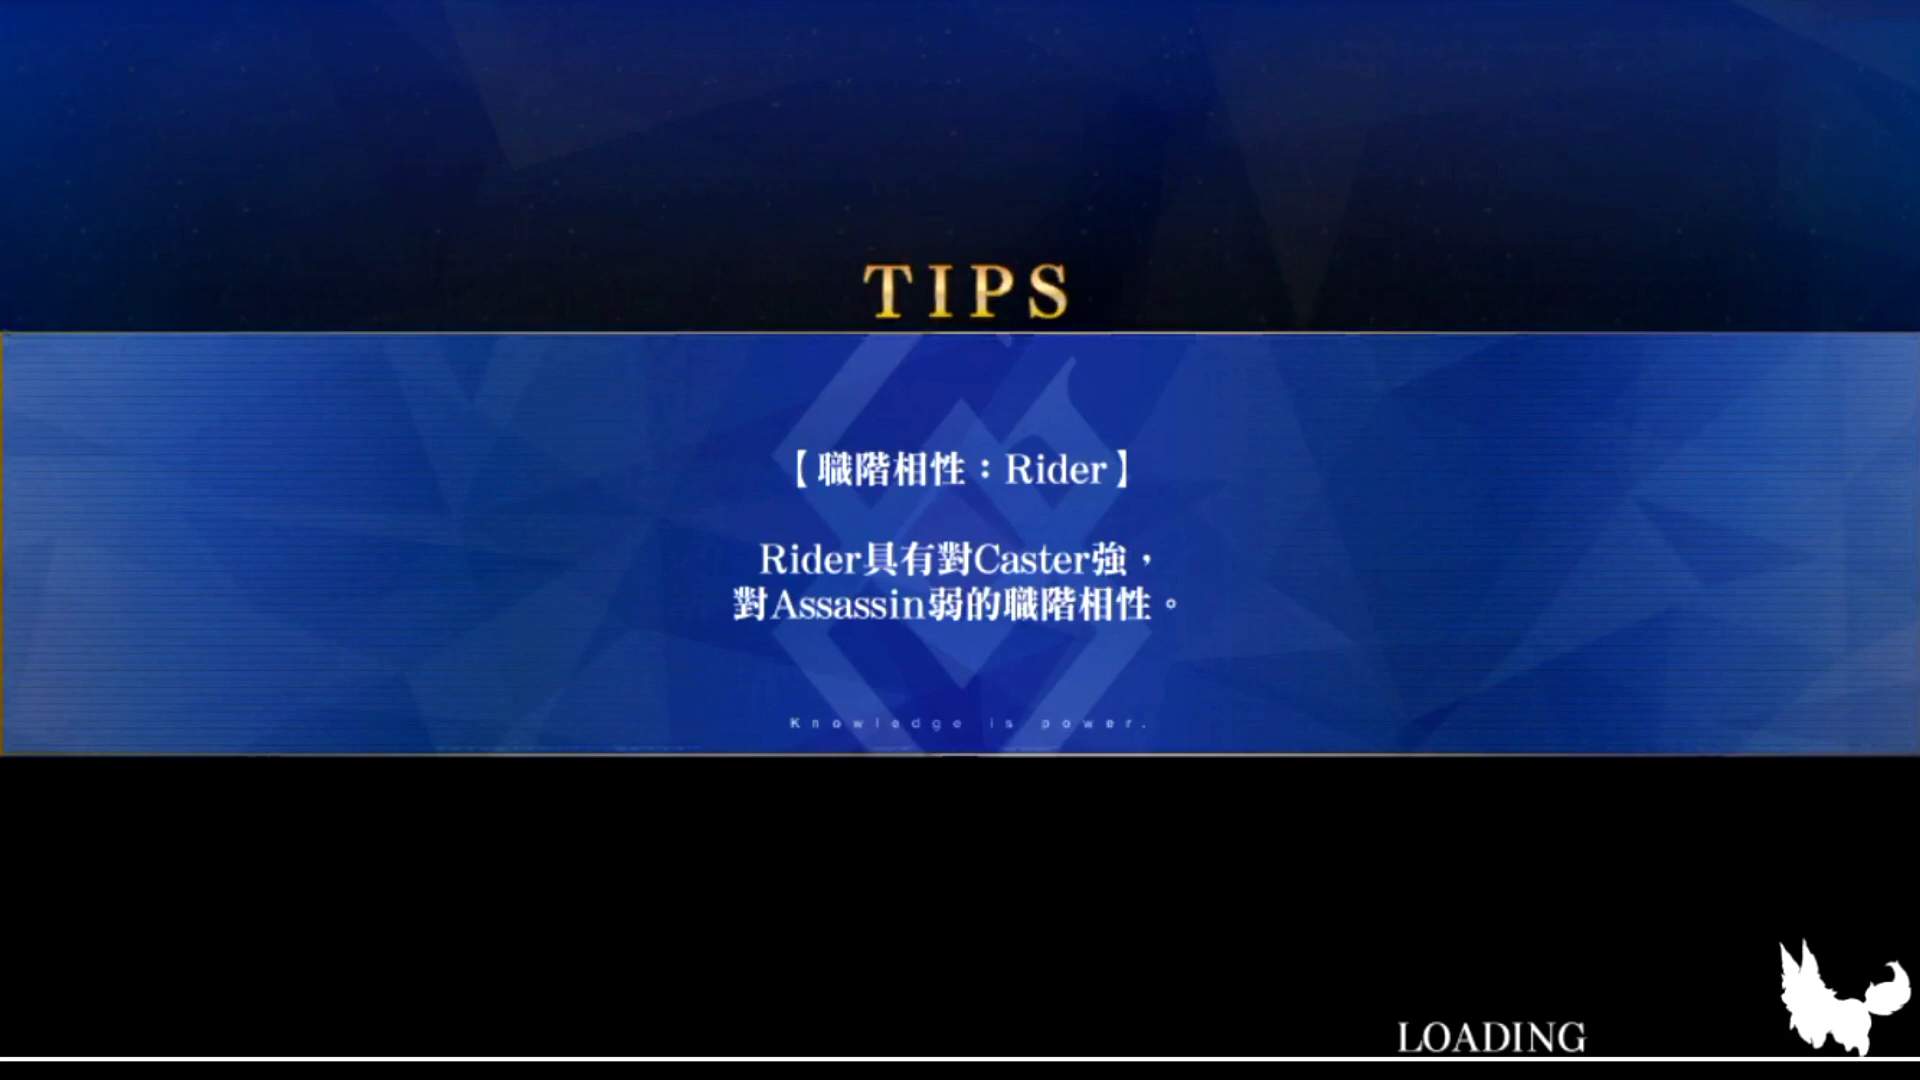 TIPS
【職階相性：Rider】
Rider具有對Caster強，
對Assassin弱的職階相性。
Knowledge is power.
LOADING